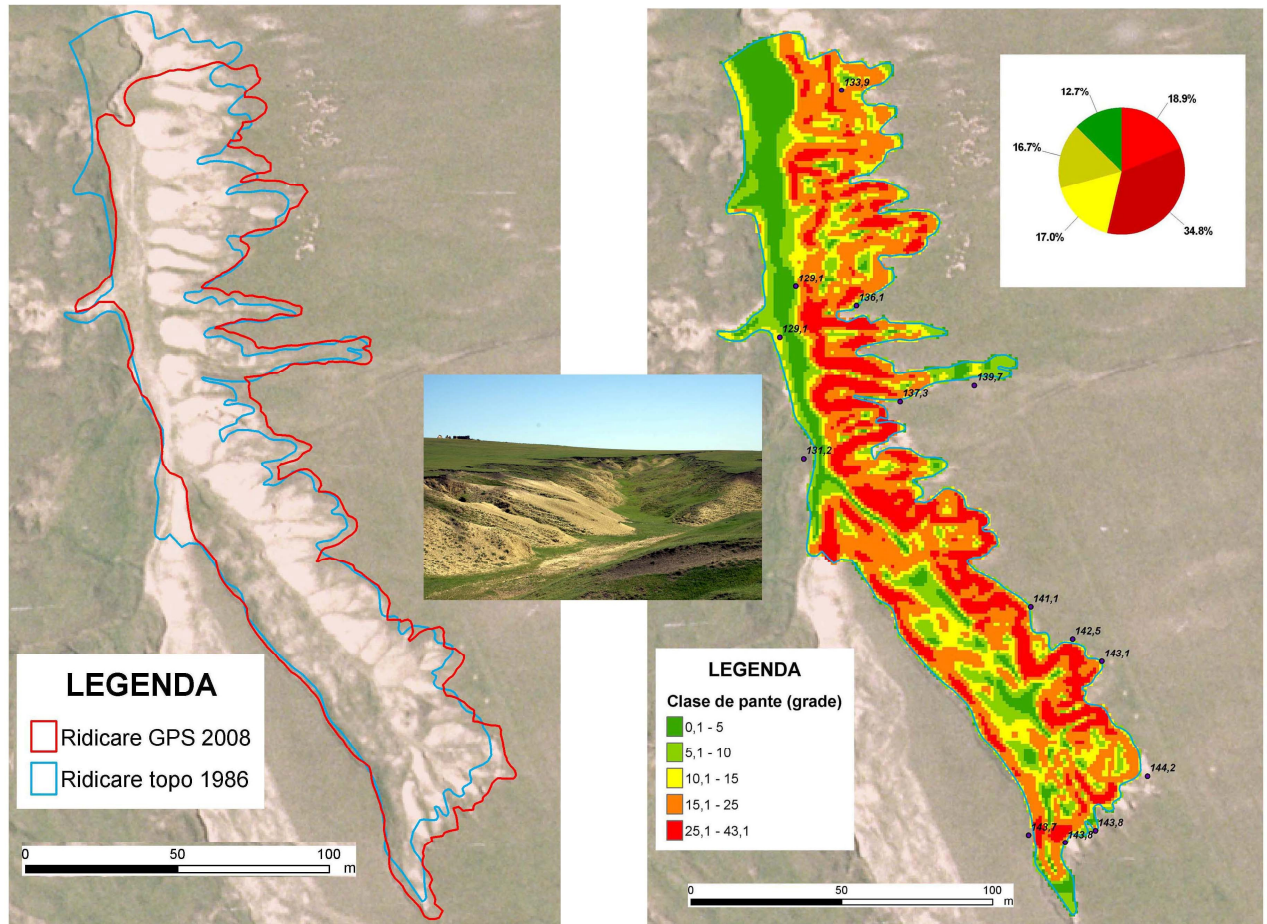 LEGENDA
Ridicare GPS 2008
Ridicare topo 1986
0 50 100
m
133,9
129,1
136,1
129,1
139,7
137,3
131,2
141,1
142,5
143,1
144,2
143,7
143,8
143,8
12.7%
18.9%
16.7%
17.0%
34.8%
LEGENDA
Clase de pante (grade)
0,1 - 5
5,1 - 10
10,1 - 15
15,1 - 25
25,1 - 43,1
0 50 100
m